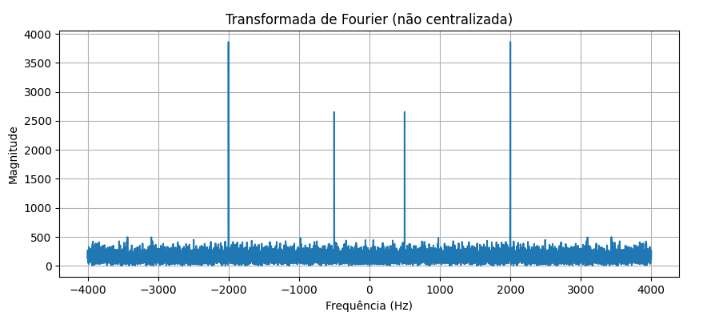 Transformada de Fourier (não centralizada)
4000
3500
3000
2500
2000
1500
1000
500
0
Magnitude
−4000 −3000 −2000 −1000 0 1000 2000 3000 4000
Frequência (Hz)